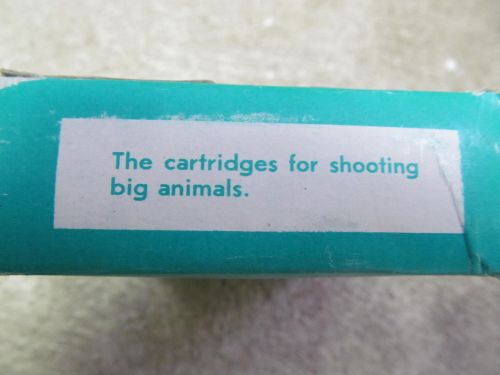 The cartridges for shooting
big animals.